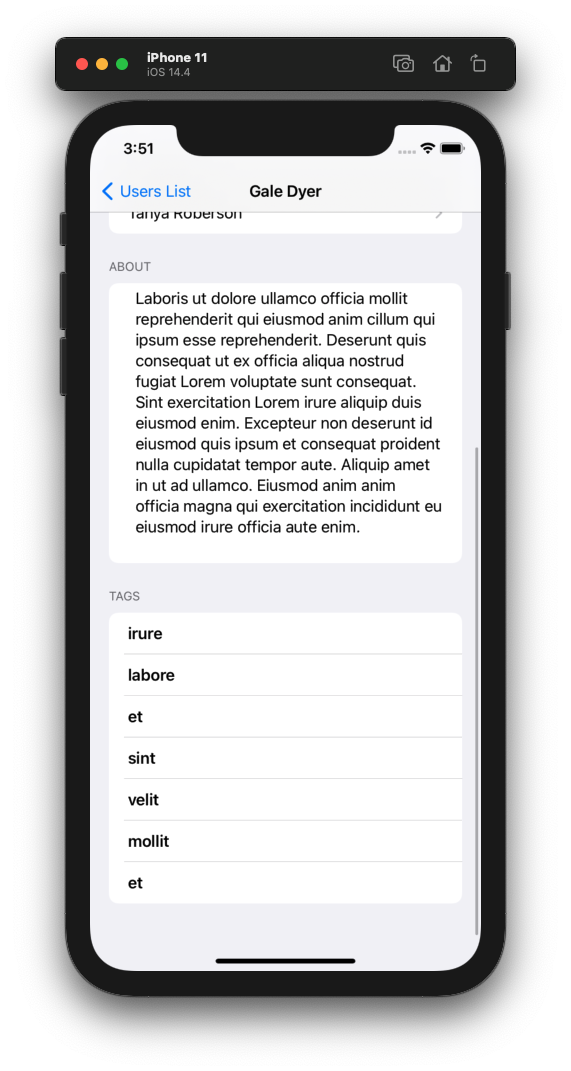 iPhone 11
iOS 14.4
3:51
Users List
Gale Dyer
Tanya Roberson
ABOUT
Laboris ut dolore ullamco officia mollit
reprehenderit qui eiusmod anim cillum qui
ipsum esse reprehenderit. Deserunt quis
consequat ut ex officia aliqua nostrud
fugiat Lorem voluptate sunt consequat.
Sint exercitation Lorem irure aliquip duis
eiusmod enim. Excepteur non deserunt id
eiusmod quis ipsum et consequat proident
nulla cupidatat tempor aute. Aliquip amet
in ut ad ullamco. Eiusmod anim anim
officia magna qui exercitation incididunt eu
eiusmod irure officia aute enim.
TAGS
irure
labore
et
sint
velit
mollit
et